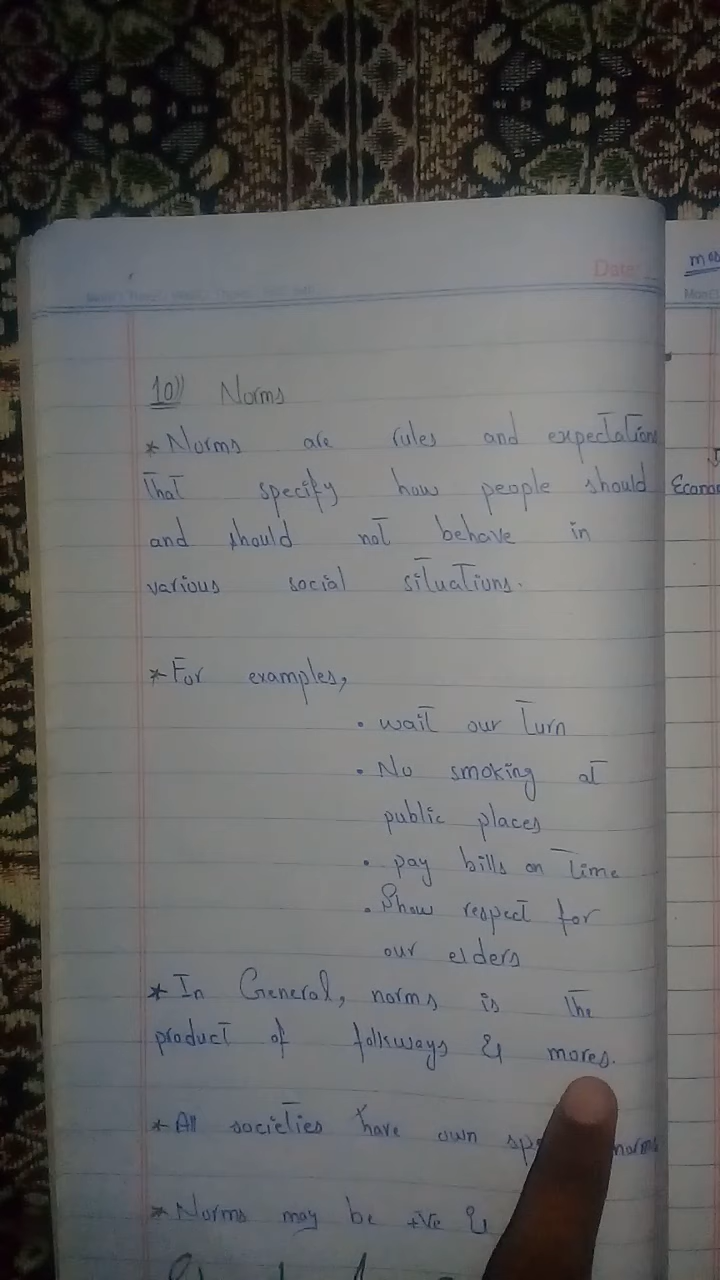 Date:
10)) Norms
* Norms are rules and expectations
that specify how people should
and should not behave in
various social situations.
* For examples,
• wait our turn
• No smoking at
public places
• pay bills on time
• Show respect for
our elders
* In General, norms is the
product of folkways & mores.
* All societies have own norms
* Norms may be +ve &